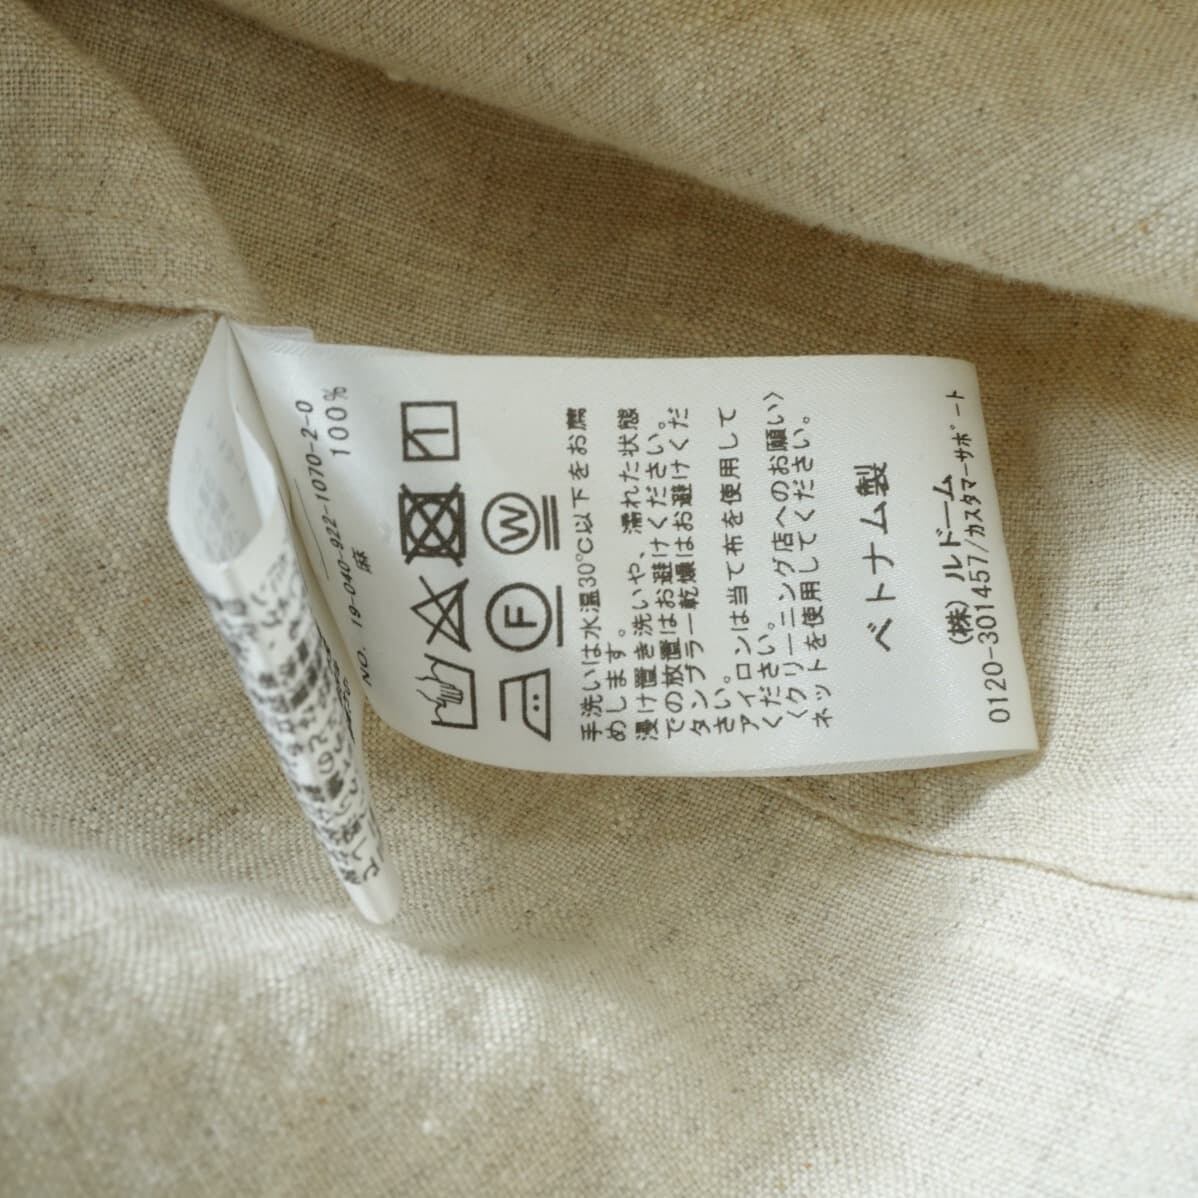 NO. 19-040-922-1070-2-0
麻 100%
W
F
手洗いは水温30℃以下をお薦
めします。
浸け置き洗いや、濡れた状態
での放置はお避けください。
タンブラー乾燥はお避けくだ
さい。
アイロンは当て布を使用して
ください。
〈クリーニング店へのお願い〉
ネットを使用してください。
ベトナム製
(株)ルドーム
0120-301457/カスタマーサポート